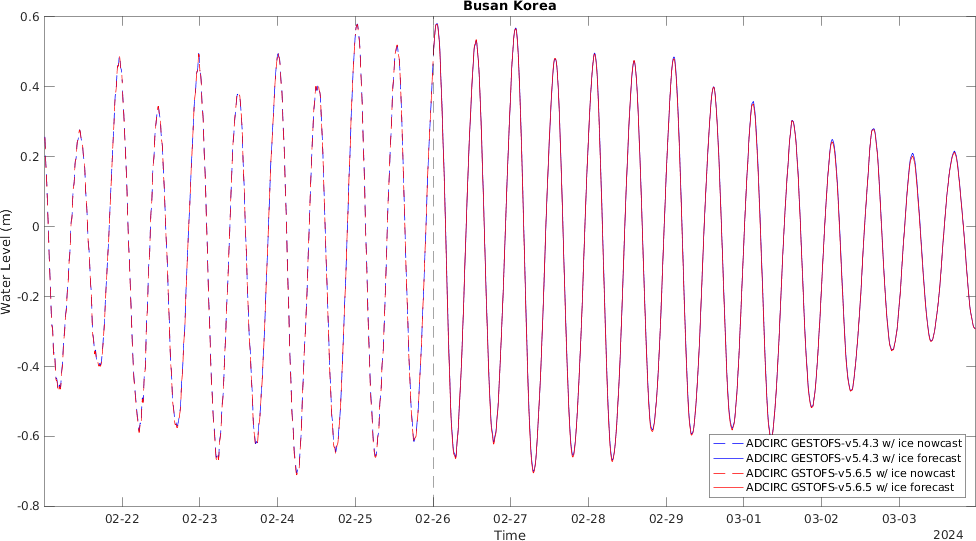 Busan Korea
0.6
0.4
0.2
0
-0.2
-0.4
-0.6
-0.8
Water Level (m)
ADCIRC GESTOFS-v5.4.3 w/ ice nowcast
ADCIRC GSTOFS-v5.4.3 w/ ice forecast
ADCIRC GSTOFS-v5.6.5 w/ ice nowcast
ADCIRC GSTOFS-v5.6.5 w/ ice forecast
02-22 02-23 02-24 02-25 02-26 02-27 02-28 02-29 03-01 03-02 03-03
Time
2024